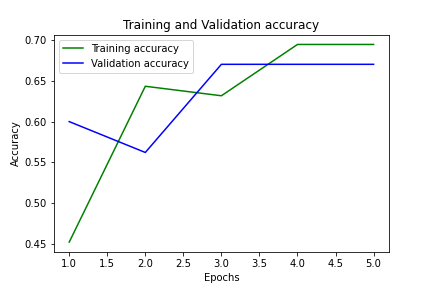 Training and Validation accuracy
Training accuracy
Validation accuracy
0.70
0.65
0.60
0.55
0.50
0.45
Accuracy
1.0 1.5 2.0 2.5 3.0 3.5 4.0 4.5 5.0
Epochs